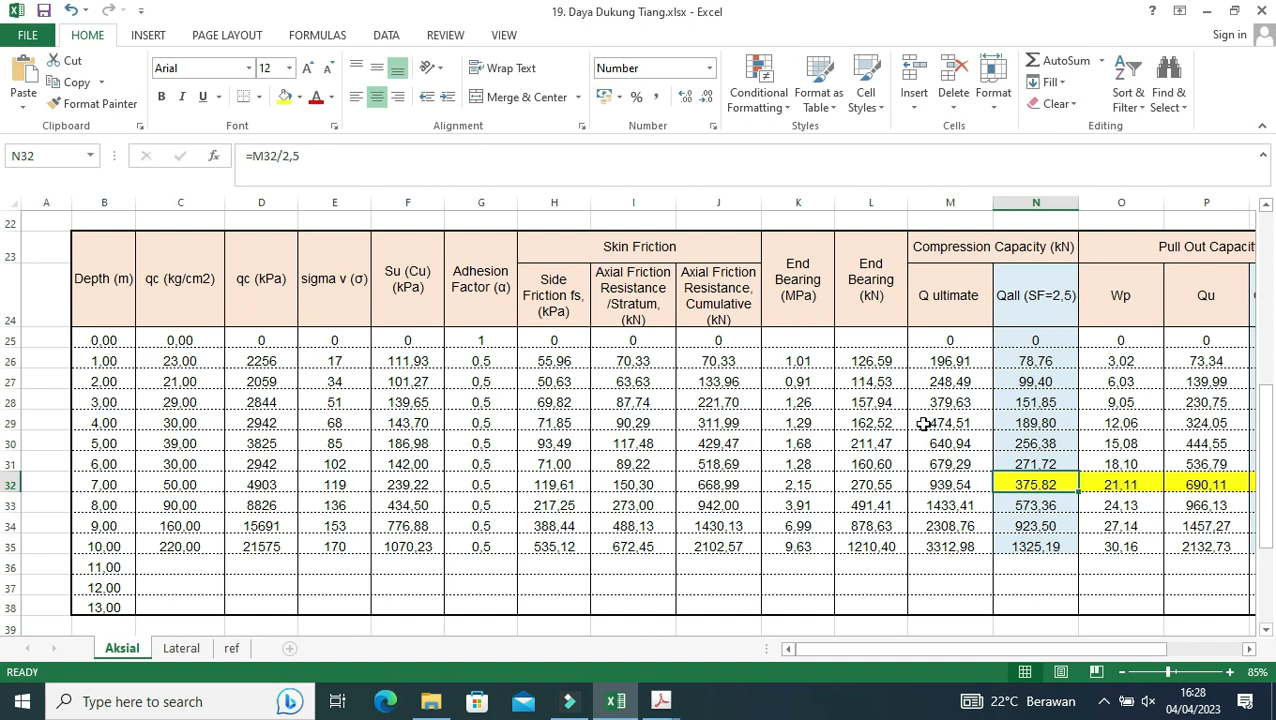 19. Daya Dukung Tiang.xlsx - Excel
FILE HOME INSERT PAGE LAYOUT FORMULAS DATA REVIEW VIEW Sign in
Cut
Copy
Format Painter
Paste
Clipboard
Arial 12
B I U A
Font
Wrap Text
Merge & Center
Alignment
Number
%
Number
Conditional Formatting
Format as Table
Cell Styles
Styles
Insert Delete Format
Cells
AutoSum
Fill
Clear
Sort & Filter
Find & Select
Editing
N32 fx =M32/2,5
A B C D E F G H I J K L M N O P
22
23 Skin Friction Compression Capacity (kN) Pull Out Capacit
24 Depth (m) qc (kg/cm2) qc (kPa) sigma v (σ) Su (Cu) (kPa) Adhesion Factor (α) Side Friction fs, (kPa) Axial Friction Resistance /Stratum, (kN) Axial Friction Resistance, Cumulative (kN) End Bearing (MPa) End Bearing (kN) Q ultimate Qall (SF=2,5) Wp Qu
25 0,00 0,00 0 0 0 1 0 0 0 0 0 0 0
26 1,00 23,00 2256 17 111,93 0,5 55,96 70,33 70,33 1,01 126,59 196,91 78,76 3,02 73,34
27 2,00 21,00 2059 34 101,27 0,5 50,63 63,63 133,96 0,91 114,53 248,49 99,40 6,03 139,99
28 3,00 29,00 2844 51 139,65 0,5 69,82 87,74 221,70 1,26 157,94 379,63 151,85 9,05 230,75
29 4,00 30,00 2942 68 143,70 0,5 71,85 90,29 311,99 1,29 162,52 474,51 189,80 12,06 324,05
30 5,00 39,00 3825 85 186,98 0,5 93,49 117,48 429,47 1,68 211,47 640,94 256,38 15,08 444,55
31 6,00 30,00 2942 102 142,00 0,5 71,00 89,22 518,69 1,28 160,60 679,29 271,72 18,10 536,79
32 7,00 50,00 4903 119 239,22 0,5 119,61 150,30 668,99 2,15 270,55 939,54 375,82 21,11 690,11
33 8,00 90,00 8826 136 434,50 0,5 217,25 273,00 942,00 3,91 491,41 1433,41 573,36 24,13 966,13
34 9,00 160,00 15691 153 776,88 0,5 388,44 488,13 1430,13 6,99 878,63 2308,76 923,50 27,14 1457,27
35 10,00 220,00 21575 170 1070,23 0,5 535,12 672,45 2102,57 9,63 1210,40 3312,98 1325,19 30,16 2132,73
36 11,00
37 12,00
38 13,00
39
Aksial Lateral ref
READY 85%
Type here to search
22°C Berawan
16:28
04/04/2023